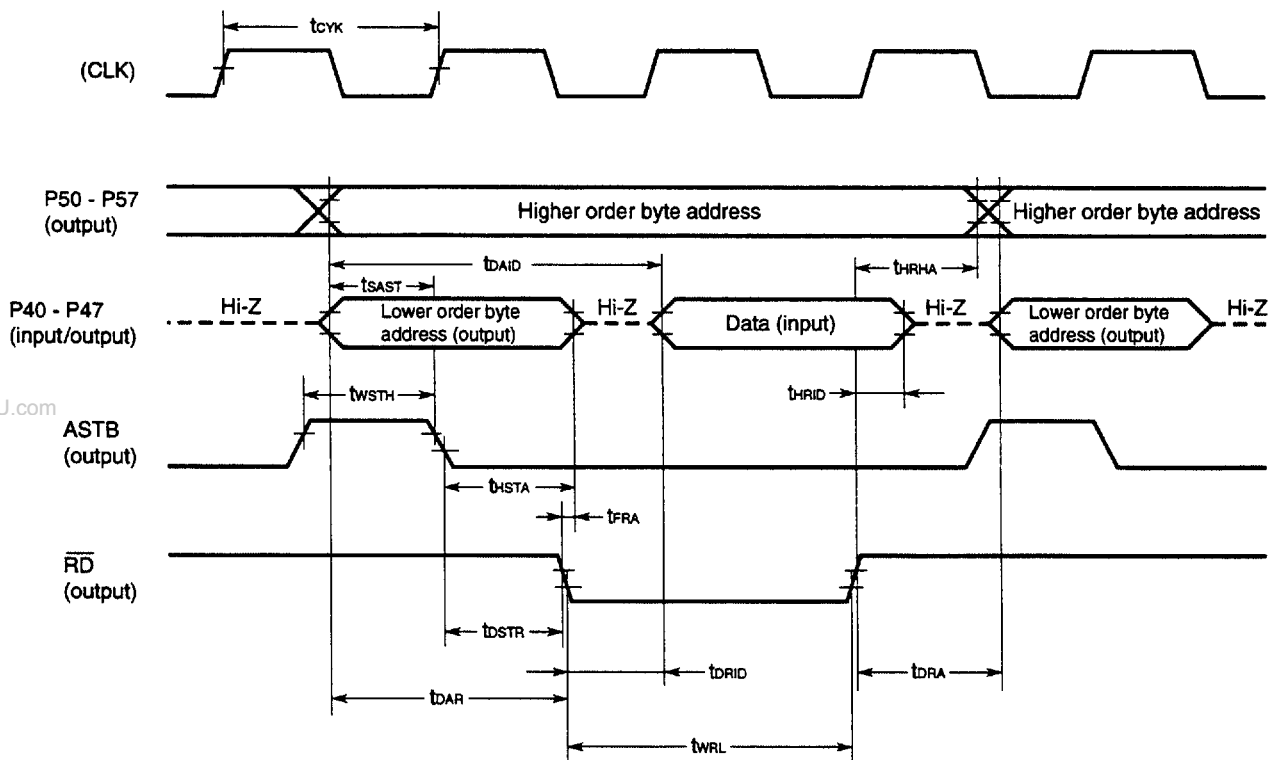 tCYK
(CLK)
P50 - P57
(output)
Higher order byte address
Higher order byte address
tDAID
tHRHA
tSAST
P40 - P47
(input/output)
Hi-Z
Lower order byte
address (output)
Hi-Z
Data (input)
Hi-Z
Lower order byte
address (output)
Hi-Z
tWSTH
tHRID
U.com
ASTB
(output)
tHSTA
tFRA
RD
(output)
tDSTR
tDRID
tDRA
tDAR
tWRL